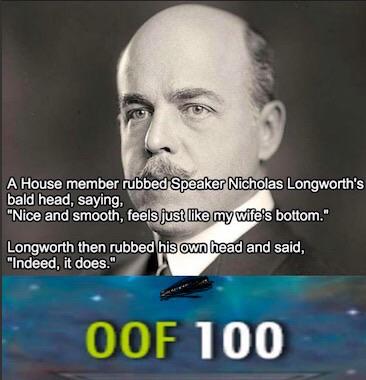 A House member rubbed Speaker Nicholas Longworth's
bald head, saying,
"Nice and smooth, feels just like my wife's bottom."
Longworth then rubbed his own head and said,
"Indeed, it does."
OOF 100